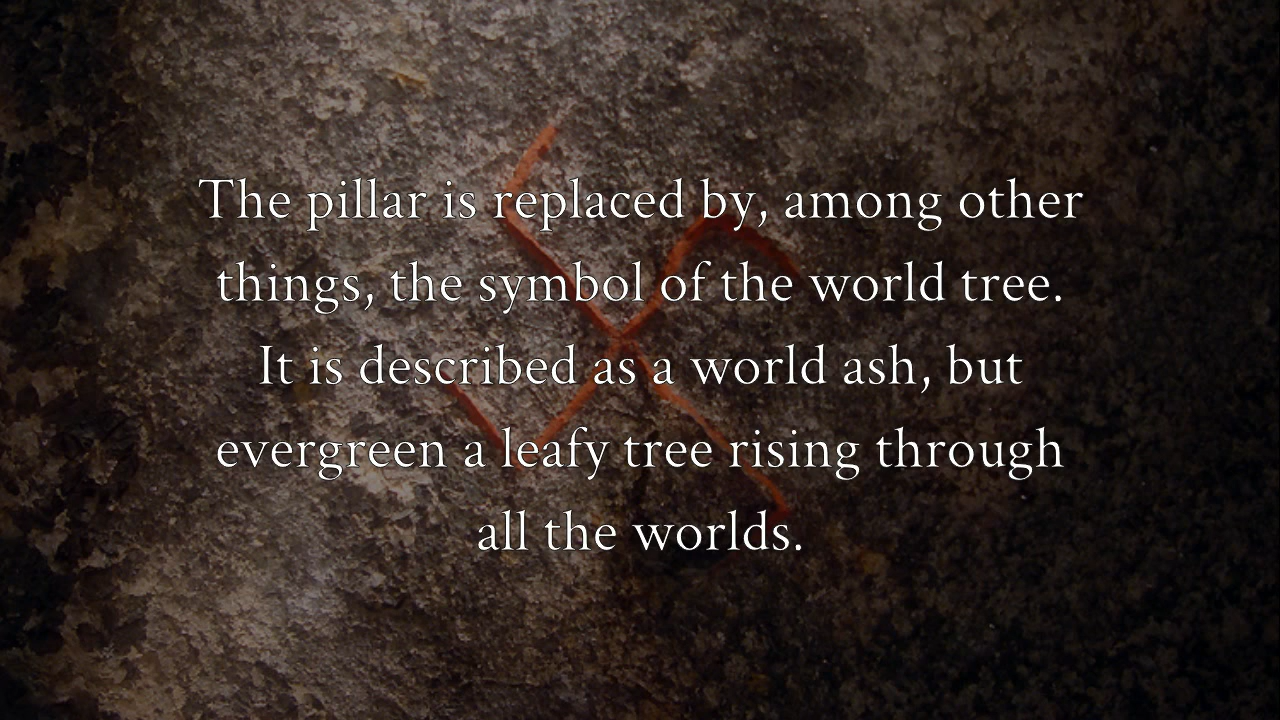 The pillar is replaced by, among other
things, the symbol of the world tree.
It is described as a world ash, but
evergreen a leafy tree rising through
all the worlds.